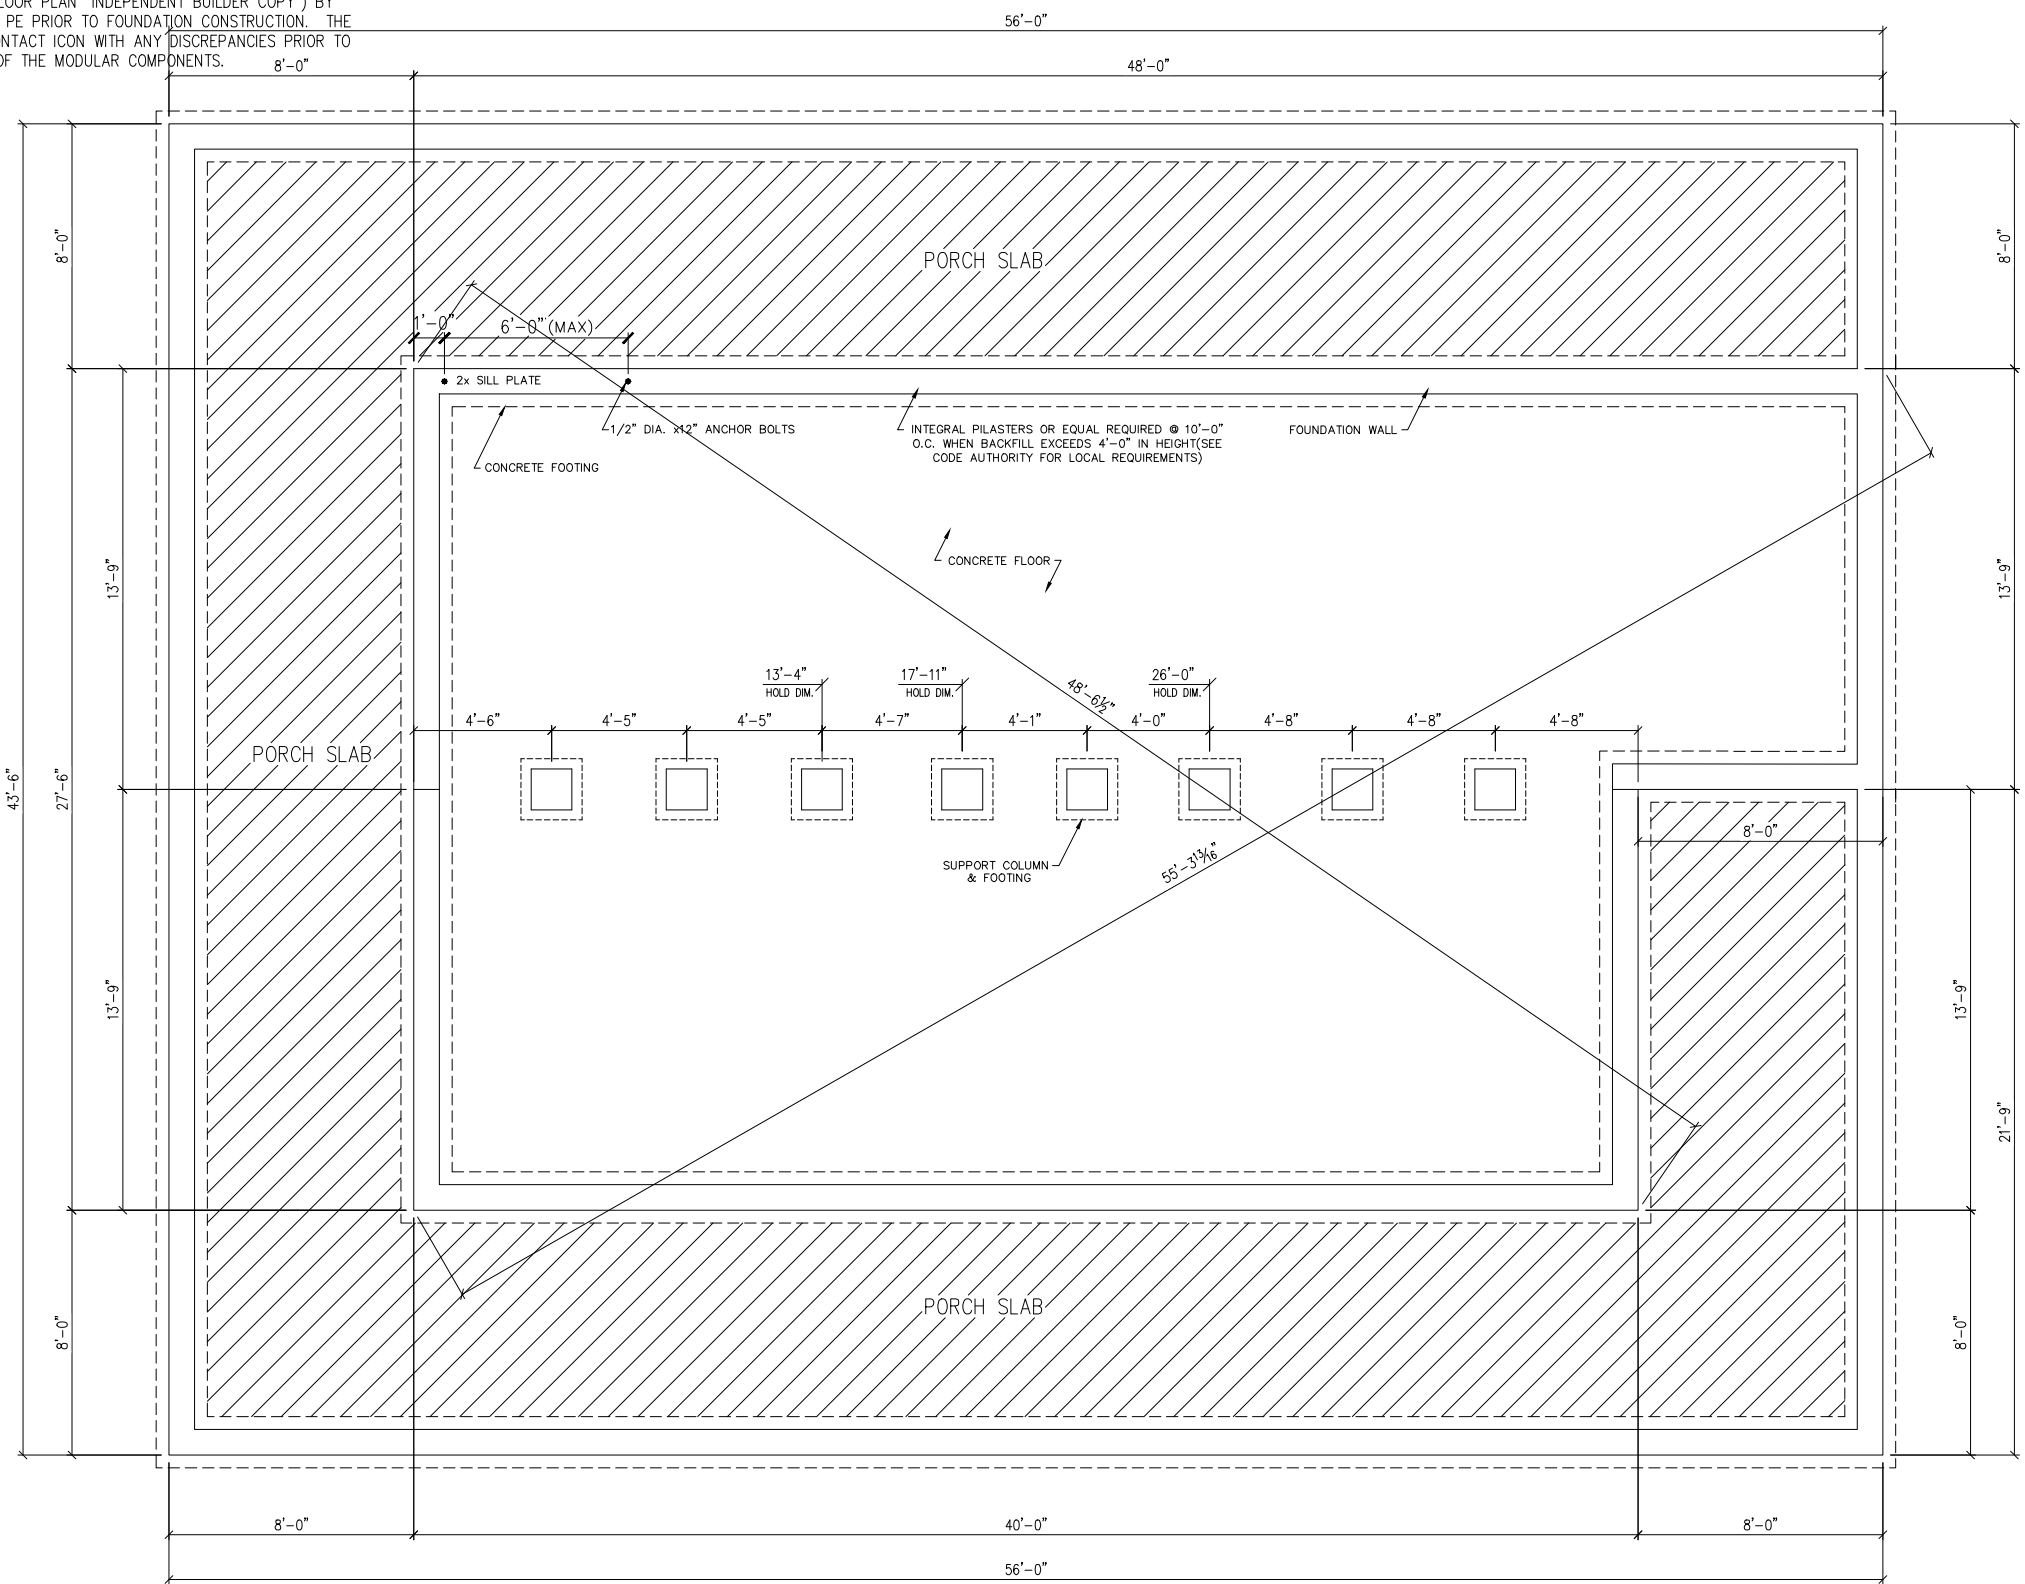 FLOOR PLAN "INDEPENDENT BUILDER COPY") BY
PE PRIOR TO FOUNDATION CONSTRUCTION. THE
CONTACT ICON WITH ANY DISCREPANCIES PRIOR TO
OF THE MODULAR COMPONENTS.
56'-0"
8'-0"
48'-0"
8'-0"
8'-0"
PORCH SLAB
1'-0"
6'-0" (MAX)
2x SILL PLATE
1/2" DIA. x12" ANCHOR BOLTS
INTEGRAL PILASTERS OR EQUAL REQUIRED @ 10'-0"
O.C. WHEN BACKFILL EXCEEDS 4'-0" IN HEIGHT(SEE
CODE AUTHORITY FOR LOCAL REQUIREMENTS)
FOUNDATION WALL
CONCRETE FOOTING
CONCRETE FLOOR
13'-9"
13'-9"
13'-4"
HOLD DIM.
17'-11"
HOLD DIM.
26'-0"
HOLD DIM.
48'-6½"
4'-6"
4'-5"
4'-5"
4'-7"
4'-1"
4'-0"
4'-8"
4'-8"
4'-8"
PORCH SLAB
43'-6"
27'-6"
8'-0"
SUPPORT COLUMN
& FOOTING
55'-3 13/16"
13'-9"
13'-9"
21'-9"
PORCH SLAB
8'-0"
8'-0"
8'-0"
40'-0"
8'-0"
56'-0"